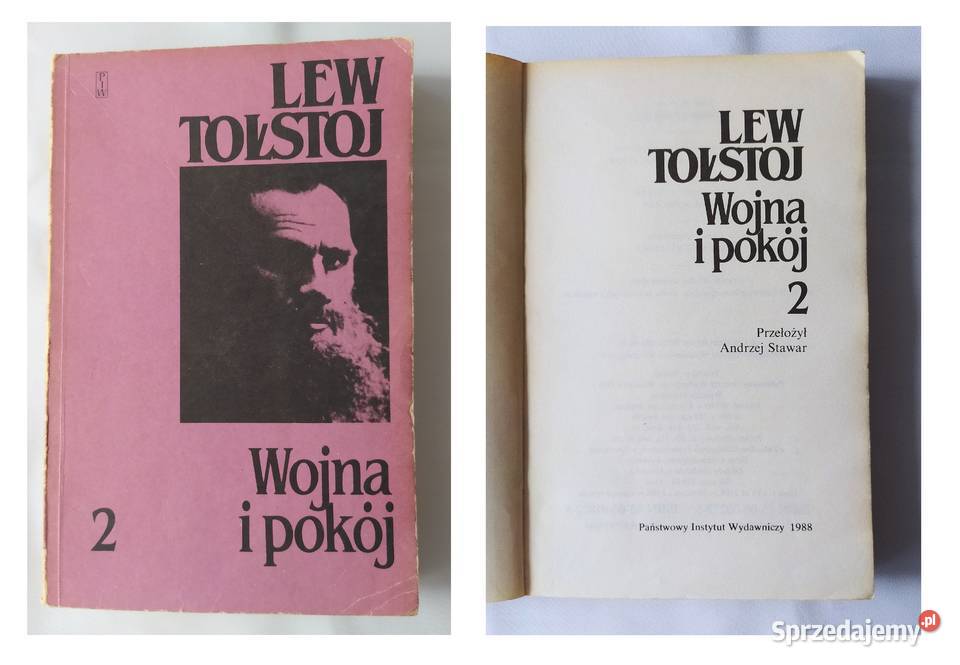 PIW
LEW
TOŁSTOJ
Wojna
i pokój
2
LEW
TOŁSTOJ
Wojna
i pokój
2
Przełożył
Andrzej Stawar
Państwowy Instytut Wydawniczy 1988
Sprzedajemy.pl